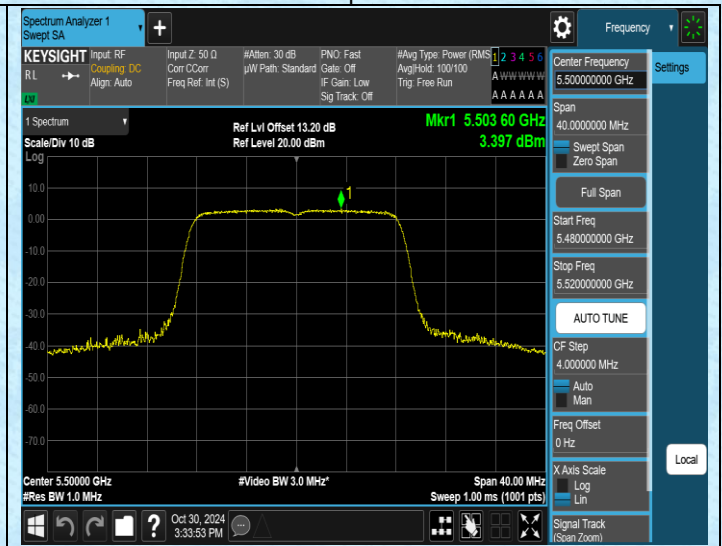 Spectrum Analyzer 1
Swept SA
+
Frequency
KEYSIGHT
RL
Input: RF
Coupling: DC
Align: Auto
Input Z: 50 Ω
Corr CCorr
Freq Ref: Int (S)
#Atten: 30 dB
µW Path: Standard
PNO: Fast
Gate: Off
IF Gain: Low
Sig Track: Off
#Avg Type: Power (RMS
Avg|Hold: 100/100
Trig: Free Run
1 2 3 4 5 6
A W W W W W
A A A A A A
1 Spectrum
Scale/Div 10 dB
Log
Ref Lvl Offset 13.20 dB
Ref Level 20.00 dBm
Mkr1 5.503 60 GHz
3.397 dBm
1
10.0
0.00
-10.0
-20.0
-30.0
-40.0
-50.0
-60.0
-70.0
Center 5.50000 GHz
#Res BW 1.0 MHz
#Video BW 3.0 MHz*
Span 40.00 MHz
Sweep 1.00 ms (1001 pts)
Center Frequency
5.500000000 GHz
Span
40.0000000 MHz
Swept Span
Zero Span
Full Span
Start Freq
5.480000000 GHz
Stop Freq
5.520000000 GHz
AUTO TUNE
CF Step
4.000000 MHz
Auto
Man
Freq Offset
0 Hz
X Axis Scale
Log
Lin
Signal Track
(Span Zoom)
Settings
Local
?
Oct 30, 2024
3:33:53 PM